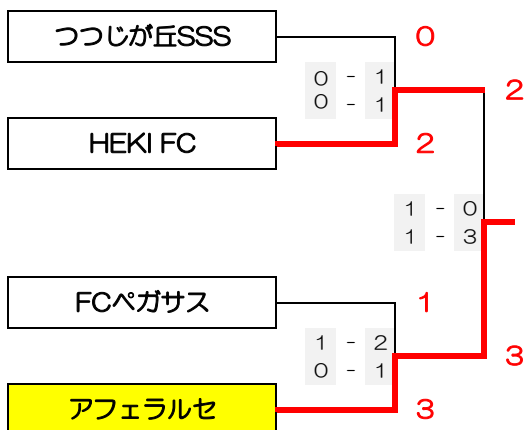 つつじが丘SSS 0
0 - 1
0 - 1
2
HEKI FC 2
1 - 0
1 - 3
FCペガサス 1
1 - 2
0 - 1
3
アフェラルセ 3